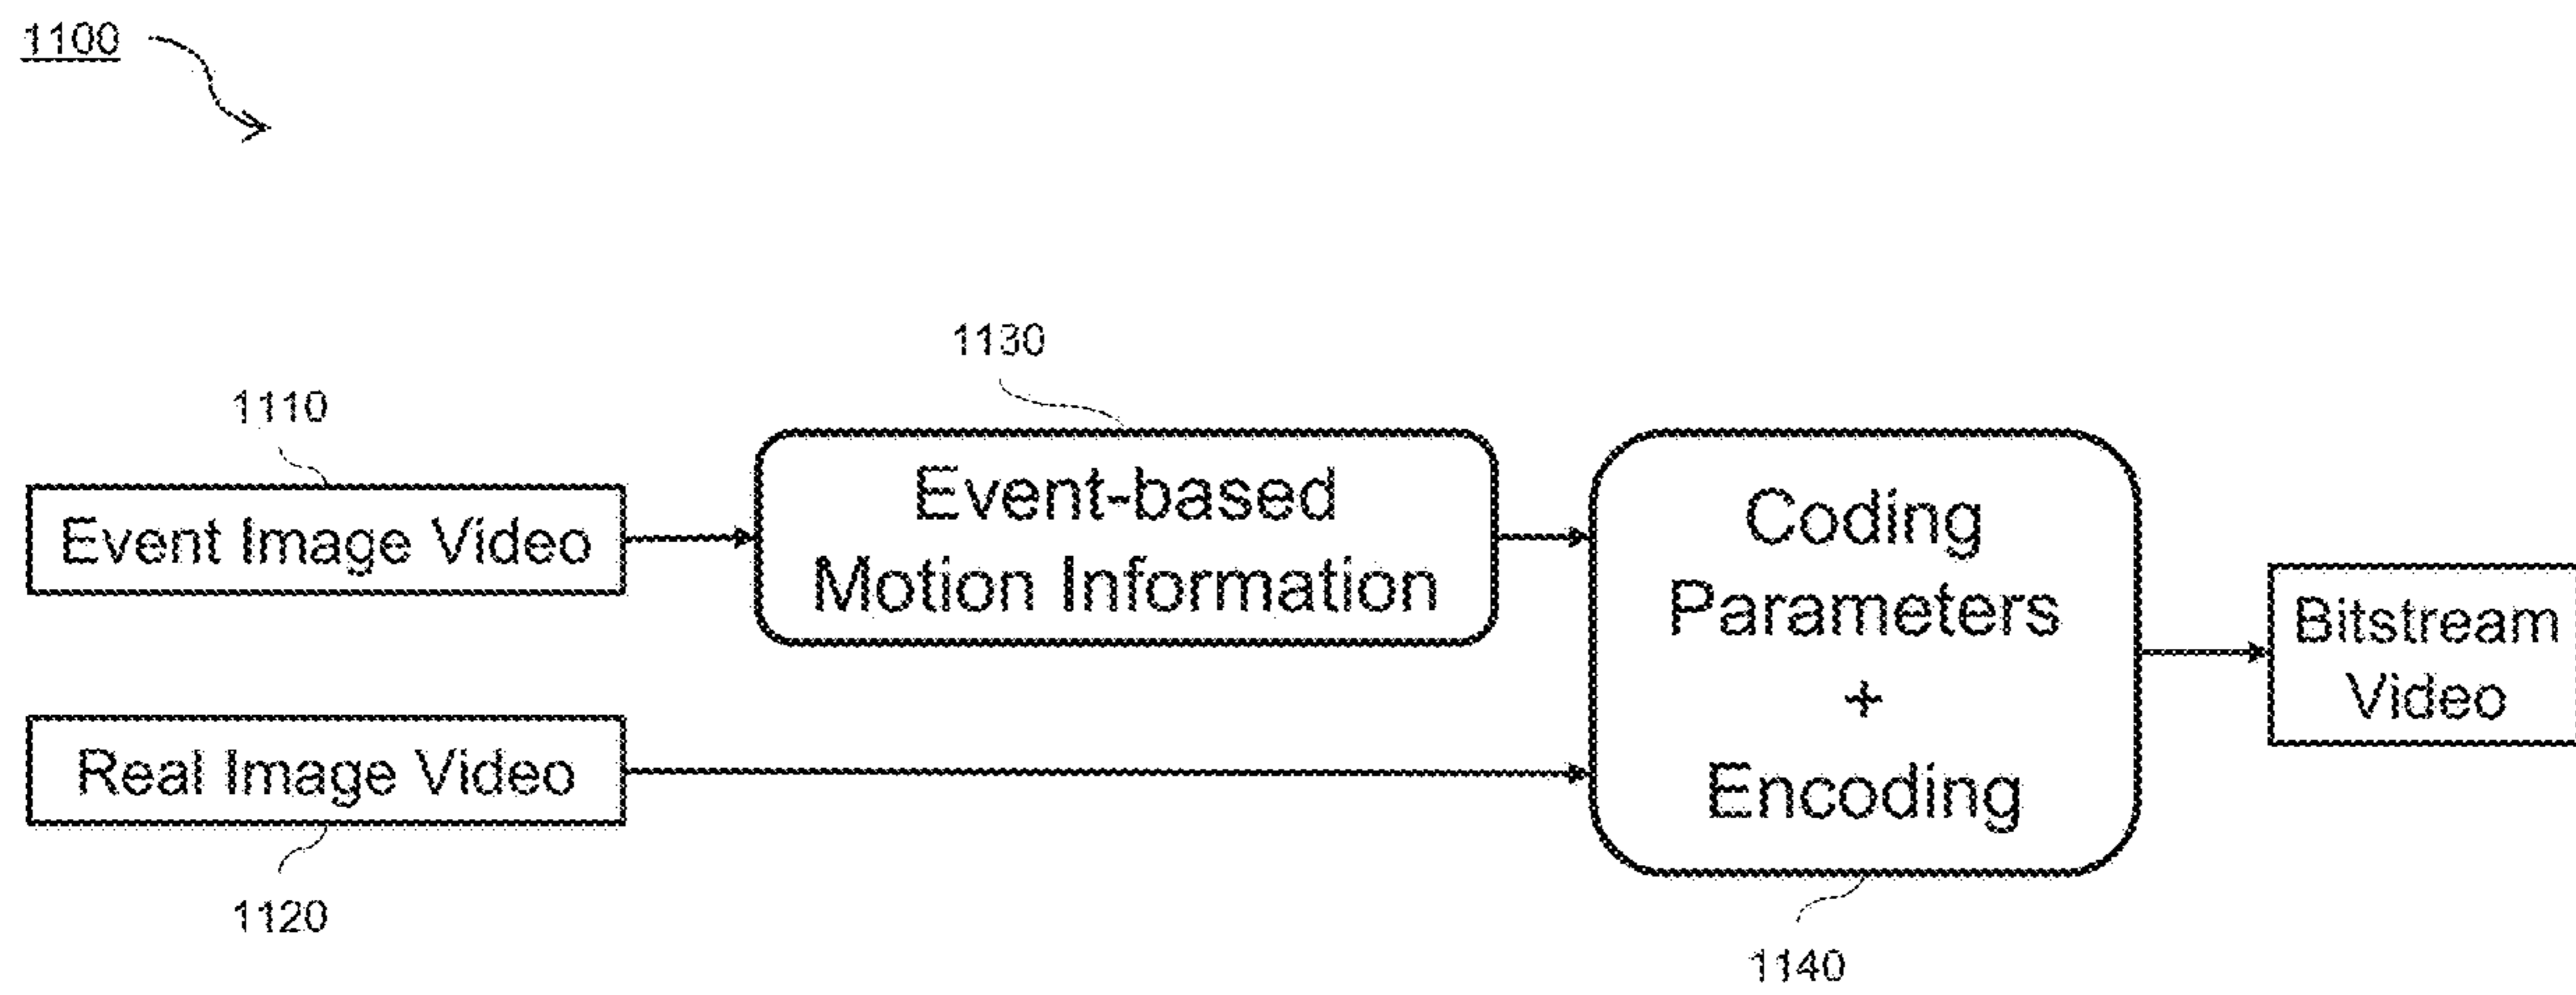 1100
1130
1110
Event Image Video
Event-based
Motion Information
Coding
Parameters
+
Encoding
Bitstream
Video
Real Image Video
1120
1140